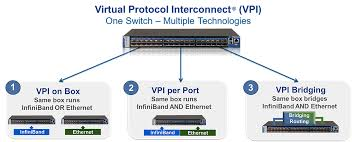 Virtual Protocol Interconnect® (VPI)
One Switch – Multiple Technologies
1
VPI on Box
Same box runs
InfiniBand OR Ethernet
InfiniBand
Ethernet
2
VPI per Port
Same box runs
InfiniBand AND Ethernet
InfiniBand
Ethernet
3
VPI Bridging
Same box bridges
InfiniBand AND Ethernet
Bridging
Routing